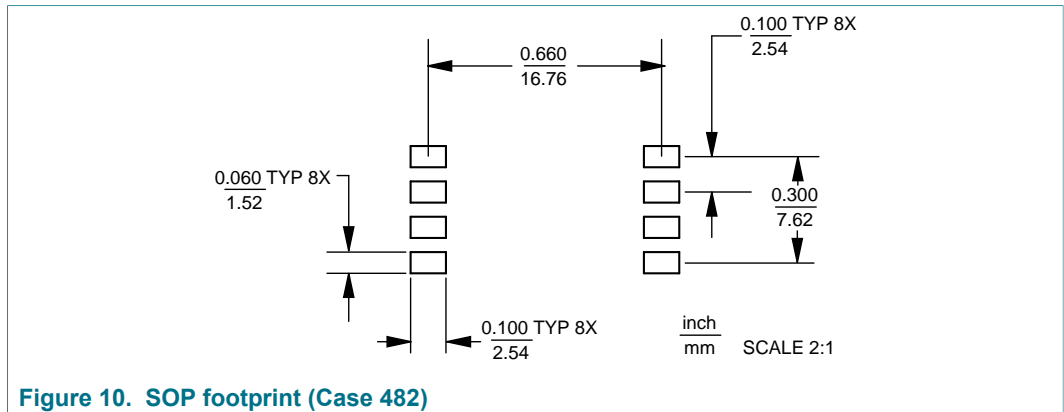 0.100 TYP 8X
2.54
0.660
16.76
0.060 TYP 8X
1.52
0.300
7.62
0.100 TYP 8X
2.54
inch
mm SCALE 2:1
Figure 10. SOP footprint (Case 482)